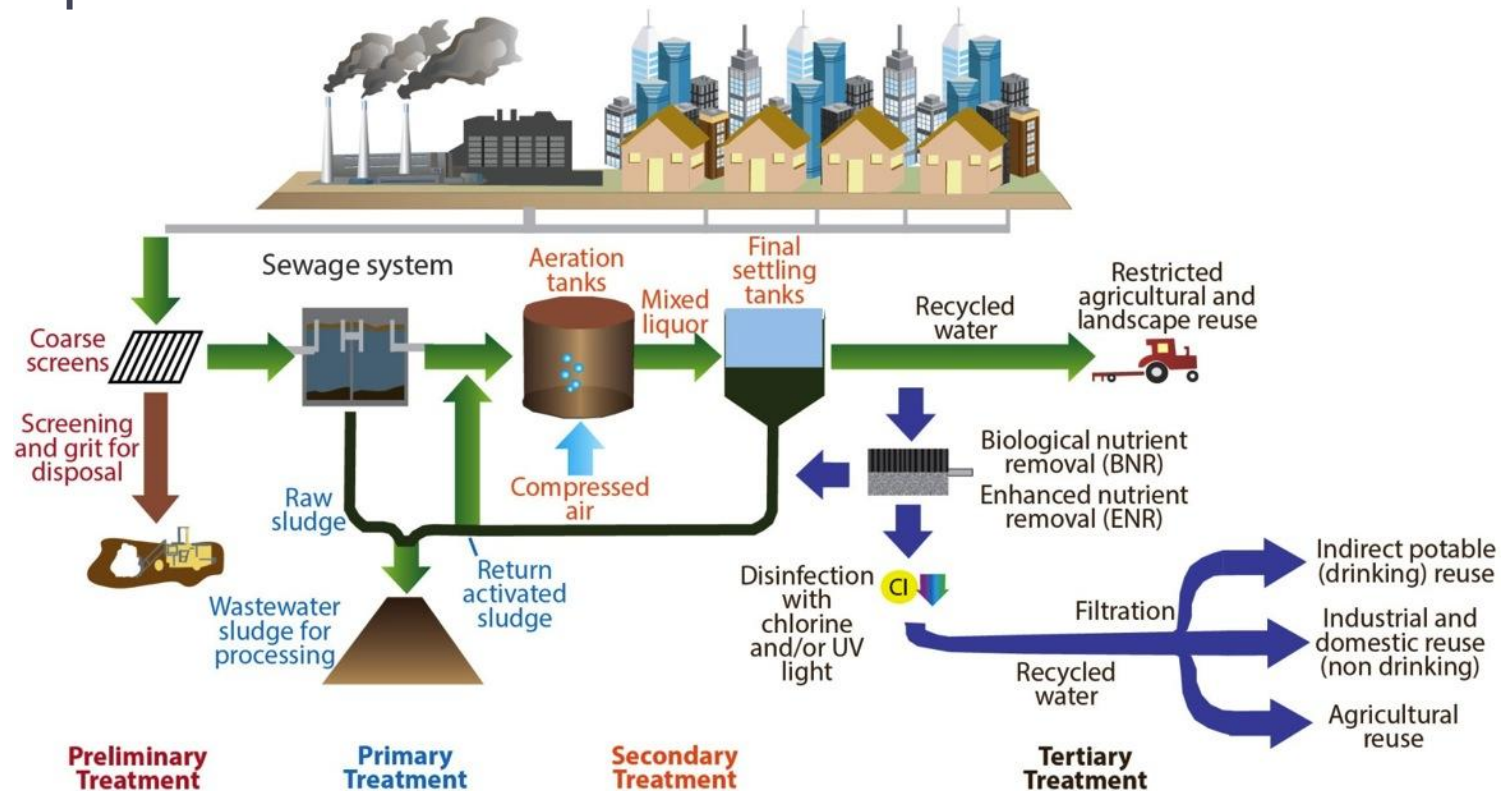 Sewage system
Coarse
screens
Screening
and grit for
disposal
Raw
sludge
Wastewater
sludge for
processing
Return
activated
sludge
Aeration
tanks
Compressed
air
Mixed
liquor
Final
settling
tanks
Recycled
water
Restricted
agricultural and
landscape reuse
Biological nutrient
removal (BNR)
Enhanced nutrient
removal (ENR)
Disinfection
with
chlorine
and/or UV
light
Cl
Filtration
Recycled
water
Indirect potable
(drinking) reuse
Industrial and
domestic reuse
(non drinking)
Agricultural
reuse
Preliminary
Treatment
Primary
Treatment
Secondary
Treatment
Tertiary
Treatment